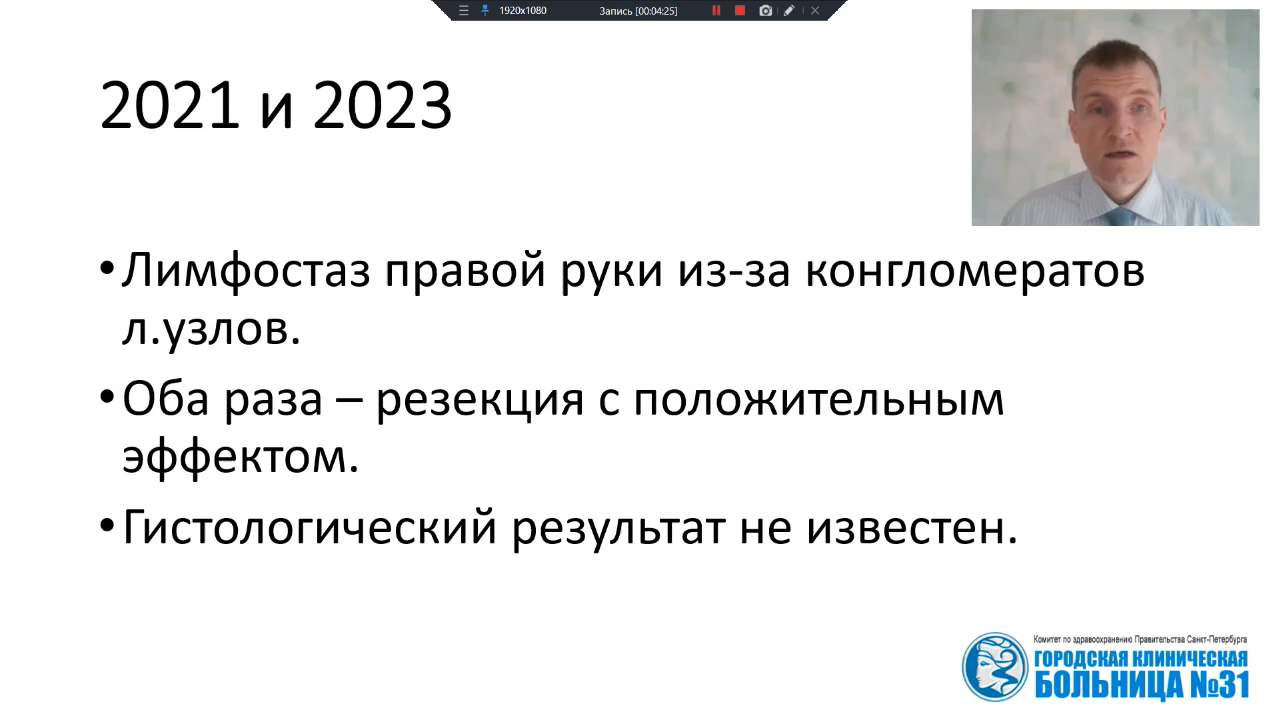 1920x1080
Запись [00:04:25]
2021 и 2023
•Лимфостаз правой руки из-за конгломератов
л.узлов.
•Оба раза – резекция с положительным
эффектом.
•Гистологический результат не известен.
Комитет по здравоохранению Правительства Санкт-Петербурга
ГОРОДСКАЯ КЛИНИЧЕСКАЯ
БОЛЬНИЦА №31